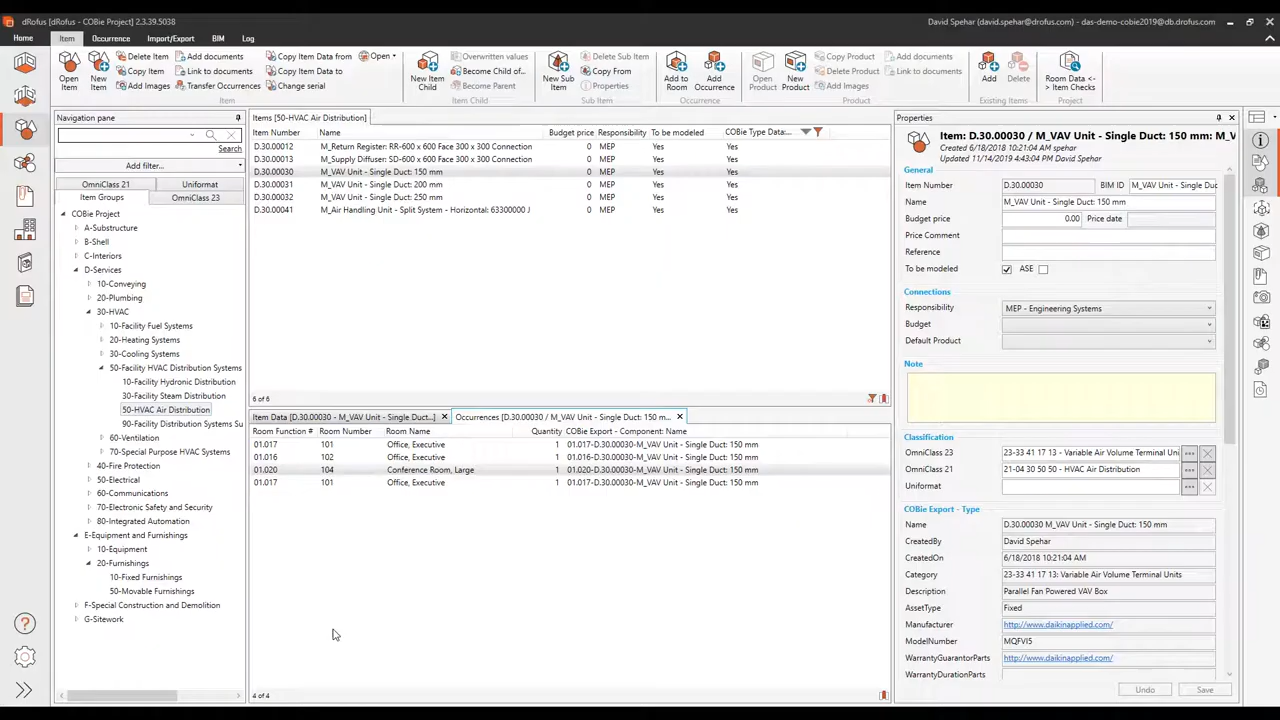 dRofus [dRofus - COBie Project] 2.3.39.5038
David Spehar (david.spehar@drofus.com) - das-demo-cobie2019@db.drofus.com
Home Item Occurrence Import/Export BIM Log
Open Item
New Item
Delete Item
Copy Item
Add Images
Add documents
Link to documents
Transfer Occurrences
Copy Item Data from
Copy Item Data to
Change serial
Open
Item
New Item Child
Overwritten values
Become Child of...
Become Parent
Item Child
New Sub Item
Delete Sub Item
Copy From
Properties
Sub Item
Add to Room
Add Occurrence
Occurrence
Open Product
New Product
Copy Product
Delete Product
Add Images
Add documents
Link to documents
Product
Add
Delete
Existing Items
Room Data <-> Item Checks
Project
Navigation pane
Search
Add filter...
OmniClass 21 Uniformat
Item Groups OmniClass 23
COBie Project
A-Substructure
B-Shell
C-Interiors
D-Services
10-Conveying
20-Plumbing
30-HVAC
10-Facility Fuel Systems
20-Heating Systems
30-Cooling Systems
50-Facility HVAC Distribution Systems
10-Facility Hydronic Distribution
30-Facility Steam Distribution
50-HVAC Air Distribution
90-Facility Distribution Systems Su
60-Ventilation
70-Special Purpose HVAC Systems
40-Fire Protection
50-Electrical
60-Communications
70-Electronic Safety and Security
80-Integrated Automation
E-Equipment and Furnishings
10-Equipment
20-Furnishings
10-Fixed Furnishings
50-Movable Furnishings
F-Special Construction and Demolition
G-Sitework
Items [50-HVAC Air Distribution]
Item Number Name Budget price Responsibility To be modeled COBie Type Data:...
D.30.00012 M_Return Register: RR-600 x 600 Face 300 x 300 Connection 0 MEP Yes Yes
D.30.00013 M_Supply Diffuser: SD-600 x 600 Face 300 x 300 Connection 0 MEP Yes Yes
D.30.00030 M_VAV Unit - Single Duct: 150 mm 0 MEP Yes Yes
D.30.00031 M_VAV Unit - Single Duct: 200 mm 0 MEP Yes Yes
D.30.00032 M_VAV Unit - Single Duct: 250 mm 0 MEP Yes Yes
D.30.00041 M_Air Handling Unit - Split System - Horizontal: 63300000 J 0 MEP Yes Yes
6 of 6
Item Data [D.30.00030 - M_VAV Unit - Single Duct...] Occurrences [D.30.00030 / M_VAV Unit - Single Duct: 150 m...
Room Function # Room Number Room Name Quantity COBie Export - Component: Name
01.017 101 Office, Executive 1 01.017-D.30.00030-M_VAV Unit - Single Duct: 150 mm
01.016 102 Office, Executive 1 01.016-D.30.00030-M_VAV Unit - Single Duct: 150 mm
01.020 104 Conference Room, Large 1 01.020-D.30.00030-M_VAV Unit - Single Duct: 150 mm
01.017 101 Office, Executive 1 01.017-D.30.00030-M_VAV Unit - Single Duct: 150 mm
4 of 4
Properties
Item: D.30.00030 / M_VAV Unit - Single Duct: 150 mm: M_V
Created 6/18/2018 10:21:04 AM spehar
Updated 11/14/2019 4:43:04 PM David Spehar
General
Item Number D.30.00030 BIM ID M_VAV Unit - Single Duc
Name M_VAV Unit - Single Duct: 150 mm
Budget price 0.00 Price date
Price Comment
Reference
To be modeled ASE
Connections
Responsibility MEP - Engineering Systems
Budget
Default Product
Note
Classification
OmniClass 23 23-33 41 17 13 - Variable Air Volume Terminal Uni
OmniClass 21 21-04 30 50 50 - HVAC Air Distribution
Uniformat
COBie Export - Type
Name D.30.00030 M_VAV Unit - Single Duct: 150 mm
CreatedBy David Spehar
CreatedOn 6/18/2018 10:21:04 AM
Category 23-33 41 17 13: Variable Air Volume Terminal Units
Description Parallel Fan Powered VAV Box
AssetType Fixed
Manufacturer http://www.daikinapplied.com/
ModelNumber MQFVI5
WarrantyGuarantorParts http://www.daikinapplied.com/
WarrantyDurationParts
Undo Save